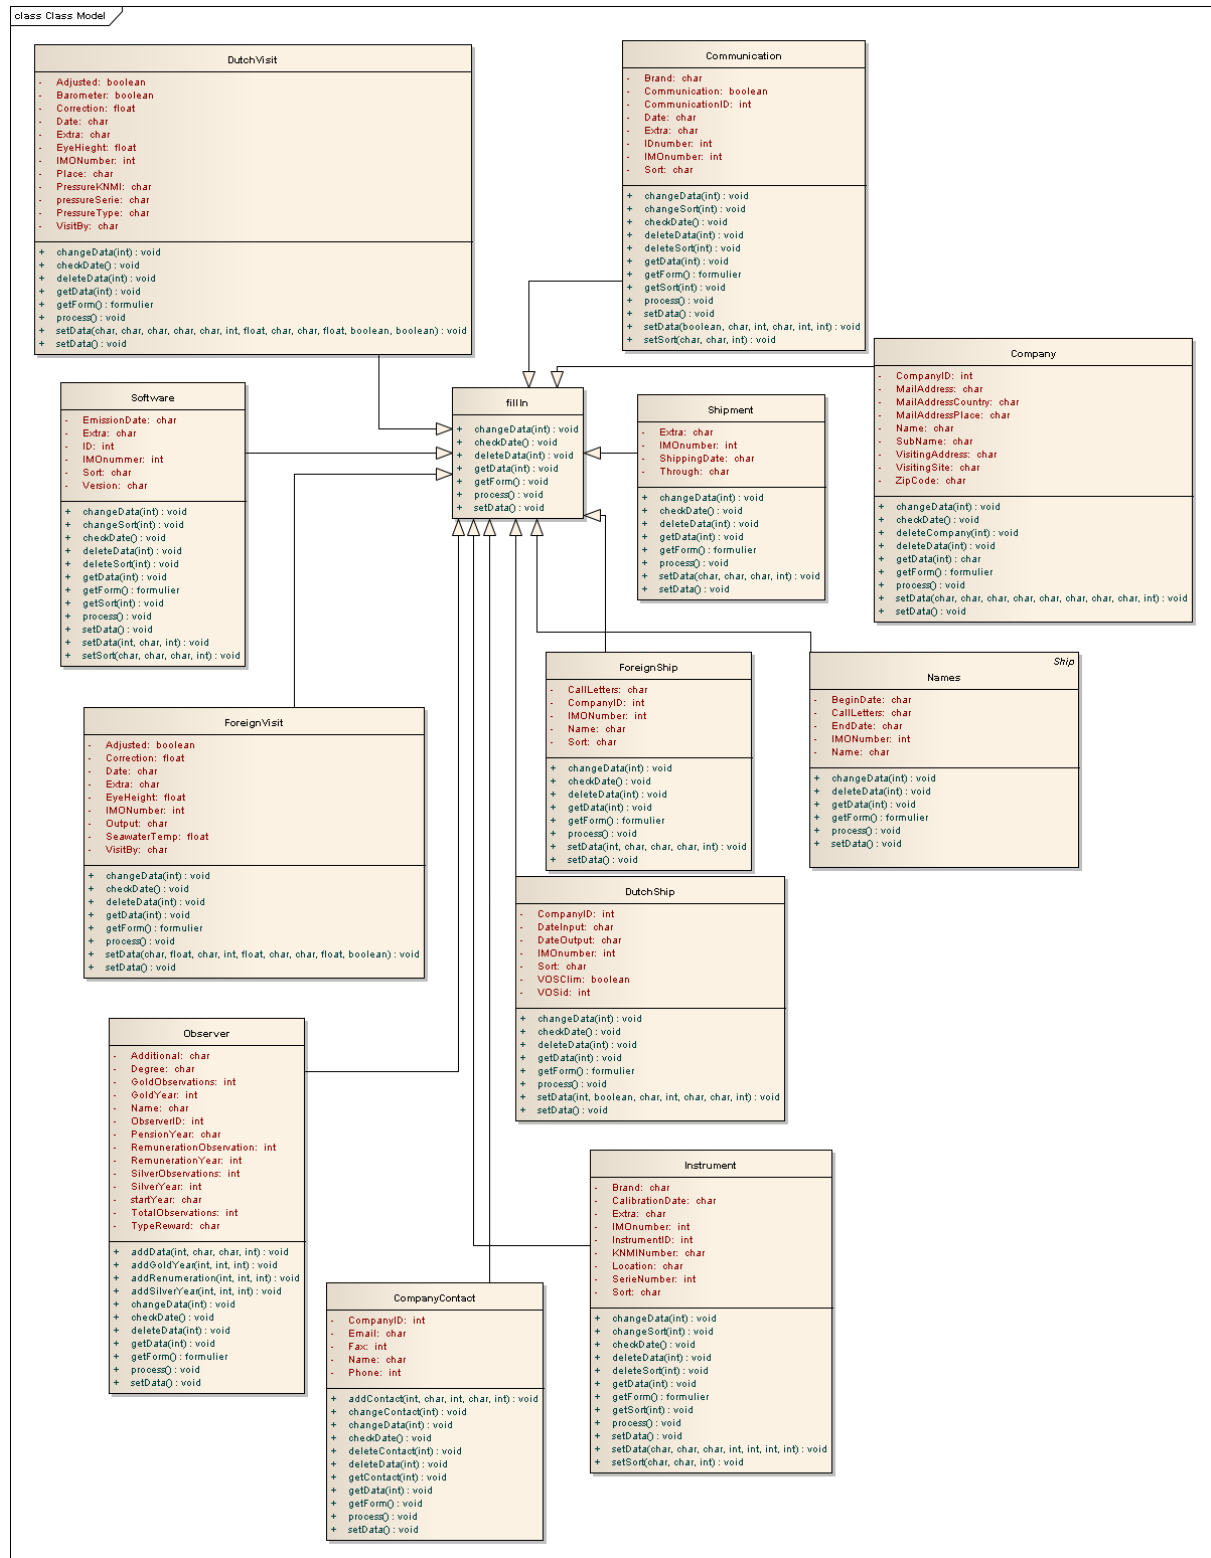 class Class Model
DutchVisit
- Adjusted: boolean
- Barometer: boolean
- Correction: float
- Date: char
- Extra: char
- EyeHieght: float
- IMONumber: int
- Place: char
- PressureKNMI: char
- pressureSerie: char
- PressureType: char
- VisitBy: char
+ changeData(int) : void
+ checkDate() : void
+ deleteData(int) : void
+ getData(int) : void
+ getForm() : formulier
+ process() : void
+ setData(char, char, char, char, char, int, float, char, char, float, boolean, boolean) : void
+ setData() : void
Communication
- Brand: char
- Communication: boolean
- CommunicationID: int
- Date: char
- Extra: char
- IDnumber: int
- IMOnumber: int
- Sort: char
+ changeData(int) : void
+ changeSort(int) : void
+ checkDate() : void
+ deleteData(int) : void
+ deleteSort(int) : void
+ getData(int) : void
+ getForm() : formulier
+ getSort(int) : void
+ process() : void
+ setData() : void
+ setData(boolean, char, int, char, int, int) : void
+ setSort(char, char, int) : void
Company
- CompanyID: int
- MailAddress: char
- MailAddressCountry: char
- MailAddressPlace: char
- Name: char
- SubName: char
- VisitingAddress: char
- VisitingSite: char
- ZipCode: char
+ changeData(int) : void
+ checkDate() : void
+ deleteCompany(int) : void
+ deleteData(int) : void
+ getData(int) : char
+ getForm() : formulier
+ process() : void
+ setData(char, char, char, char, char, char, char, char, int) : void
+ setData() : void
Software
- EmissionDate: char
- Extra: char
- ID: int
- IMOnummer: int
- Sort: char
- Version: char
+ changeData(int) : void
+ changeSort(int) : void
+ checkDate() : void
+ deleteData(int) : void
+ deleteSort(int) : void
+ getData(int) : void
+ getForm() : formulier
+ getSort(int) : void
+ process() : void
+ setData() : void
+ setData(int, char, int) : void
+ setSort(char, char, char, int) : void
fillIn
+ changeData(int) : void
+ checkDate() : void
+ deleteData(int) : void
+ getData(int) : void
+ getForm() : void
+ process() : void
+ setData() : void
Shipment
- Extra: char
- IMOnumber: int
- ShippingDate: char
- Through: char
+ changeData(int) : void
+ checkDate() : void
+ deleteData(int) : void
+ getData(int) : void
+ getForm() : formulier
+ process() : void
+ setData(char, char, char, int) : void
+ setData() : void
ForeignShip
- CallLetters: char
- CompanyID: int
- IMONumber: int
- Name: char
- Sort: char
+ changeData(int) : void
+ checkDate() : void
+ deleteData(int) : void
+ getData(int) : void
+ getForm() : formulier
+ process() : void
+ setData(int, char, char, char, int) : void
+ setData() : void
Ship
Names
- BeginDate: char
- CallLetters: char
- EndDate: char
- IMONumber: int
- Name: char
+ changeData(int) : void
+ deleteData(int) : void
+ getData(int) : void
+ getForm() : formulier
+ process() : void
+ setData() : void
ForeignVisit
- Adjusted: boolean
- Correction: float
- Date: char
- Extra: char
- EyeHeight: float
- IMONumber: int
- Output: char
- SeawaterTemp: float
- VisitBy: char
+ changeData(int) : void
+ checkDate() : void
+ deleteData(int) : void
+ getData(int) : void
+ getForm() : formulier
+ process() : void
+ setData(char, float, char, int, float, char, char, float, boolean) : void
+ setData() : void
DutchShip
- CompanyID: int
- DateInput: char
- DateOutput: char
- IMOnumber: int
- Sort: char
- VOSClim: boolean
- VOSid: int
+ changeData(int) : void
+ checkDate() : void
+ deleteData(int) : void
+ getData(int) : void
+ getForm() : formulier
+ process() : void
+ setData(int, boolean, char, int, char, char, int) : void
+ setData() : void
Observer
- Additional: char
- Degree: char
- GoldObservations: int
- GoldYear: int
- Name: char
- ObserverID: int
- PensionYear: char
- RemunerationObservation: int
- RemunerationYear: int
- SilverObservations: int
- SilverYear: int
- startYear: char
- TotalObservations: int
- TypeReward: char
+ addData(int, char, char, int) : void
+ addGoldYear(int, int, int) : void
+ addRenumeration(int, int, int) : void
+ addSilverYear(int, int, int) : void
+ changeData(int) : void
+ checkDate() : void
+ deleteData(int) : void
+ getData(int) : void
+ getForm() : formulier
+ process() : void
+ setData() : void
Instrument
- Brand: char
- CalibrationDate: char
- Extra: char
- IMOnumber: int
- InstrumentID: int
- KNMINumber: char
- Location: char
- SerieNumber: int
- Sort: char
+ changeData(int) : void
+ changeSort(int) : void
+ checkDate() : void
+ deleteData(int) : void
+ deleteSort(int) : void
+ getData(int) : void
+ getForm() : formulier
+ getSort(int) : void
+ process() : void
+ setData() : void
+ setData(char, char, char, int, int, int, int) : void
+ setSort(char, char, int) : void
CompanyContact
- CompanyID: int
- Email: char
- Fax: int
- Name: char
- Phone: int
+ addContact(int, char, int, char, int) : void
+ changeContact(int) : void
+ changeData(int) : void
+ checkDate() : void
+ deleteContact(int) : void
+ deleteData(int) : void
+ getContact(int) : void
+ getData(int) : void
+ getForm() : void
+ process() : void
+ setData() : void